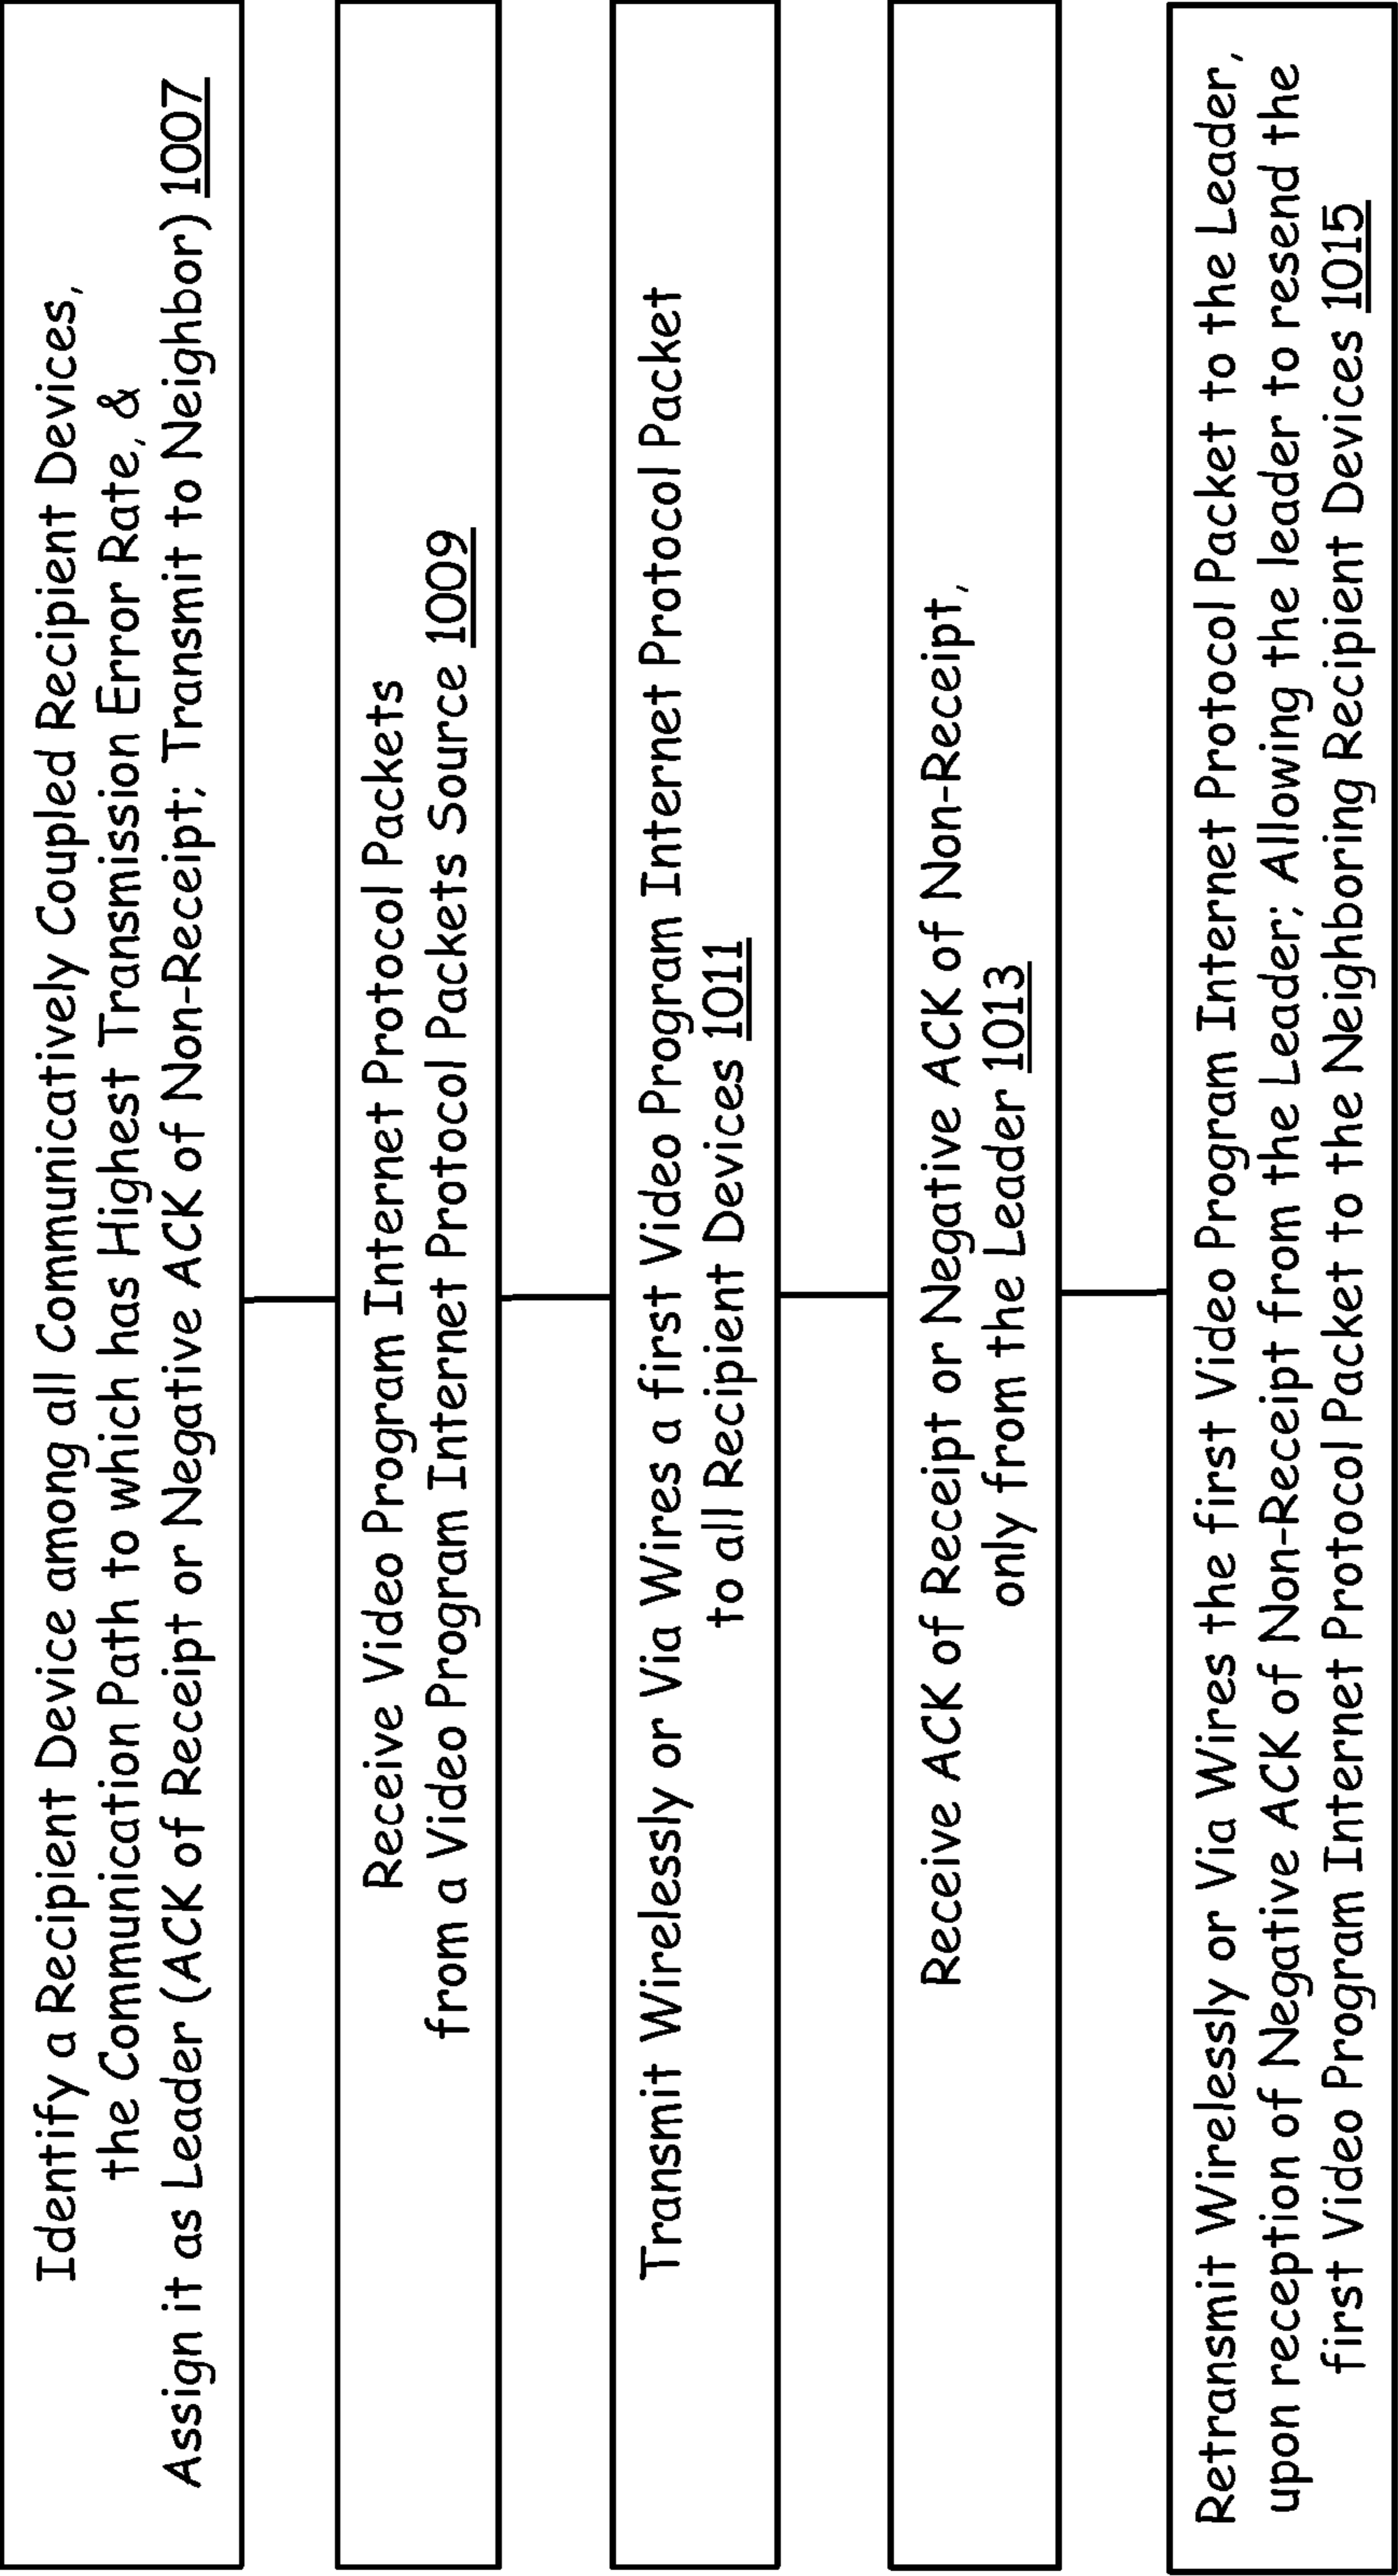 Identify a Recipient Device among all Communicatively Coupled Recipient Devices,
the Communication Path to which has Highest Transmission Error Rate, &
Assign it as Leader (ACK of Receipt or Negative ACK of Non-Receipt; Transmit to Neighbor) 1007
Receive Video Program Internet Protocol Packets
from a Video Program Internet Protocol Packets Source 1009
Transmit Wirelessly or Via Wires a first Video Program Internet Protocol Packet
to all Recipient Devices 1011
Receive ACK of Receipt or Negative ACK of Non-Receipt,
only from the Leader 1013
Retransmit Wirelessly or Via Wires the first Video Program Internet Protocol Packet to the Leader,
upon reception of Negative ACK of Non-Receipt from the Leader; Allowing the leader to resend the
first Video Program Internet Protocol Packet to the Neighboring Recipient Devices 1015